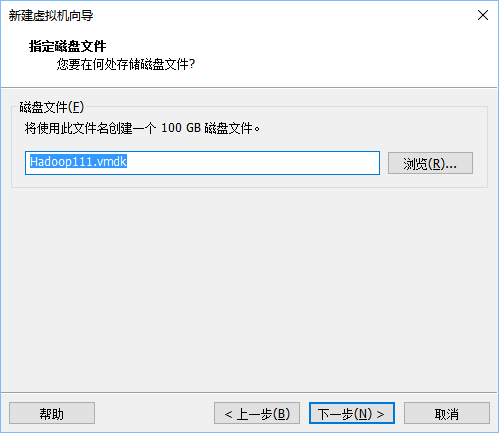 新建虚拟机向导
指定磁盘文件
您要在何处存储磁盘文件?
磁盘文件(F)
将使用此文件名创建一个 100 GB 磁盘文件。
Hadoop111.vmdk
浏览(R)...
帮助
< 上一步(B)
下一步(N) >
取消